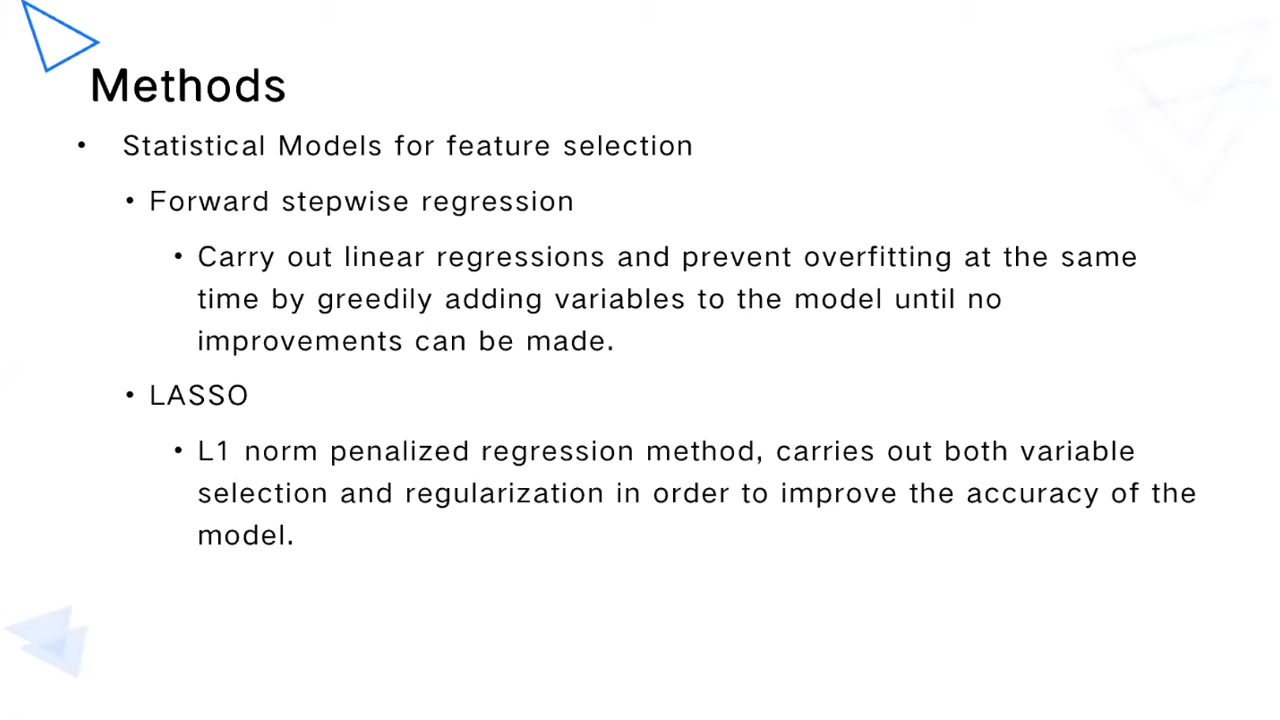 Methods
• Statistical Models for feature selection
• Forward stepwise regression
• Carry out linear regressions and prevent overfitting at the same
time by greedily adding variables to the model until no
improvements can be made.
• LASSO
• L1 norm penalized regression method, carries out both variable
selection and regularization in order to improve the accuracy of the
model.